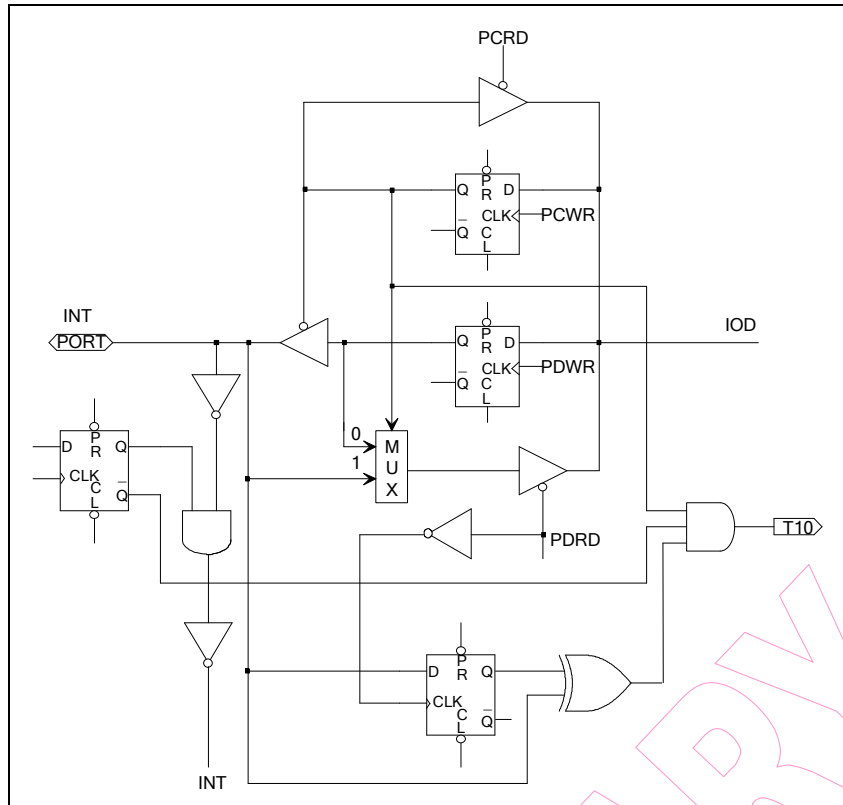 PCRD
Q P R D
CLK PCWR
Q C L
INT
PORT
IOD
Q P R D
CLK PDWR
Q C L
0
1
M U X
D P R Q
CLK
C L Q
PDRD
T10
D P R Q
CLK
C L Q
INT